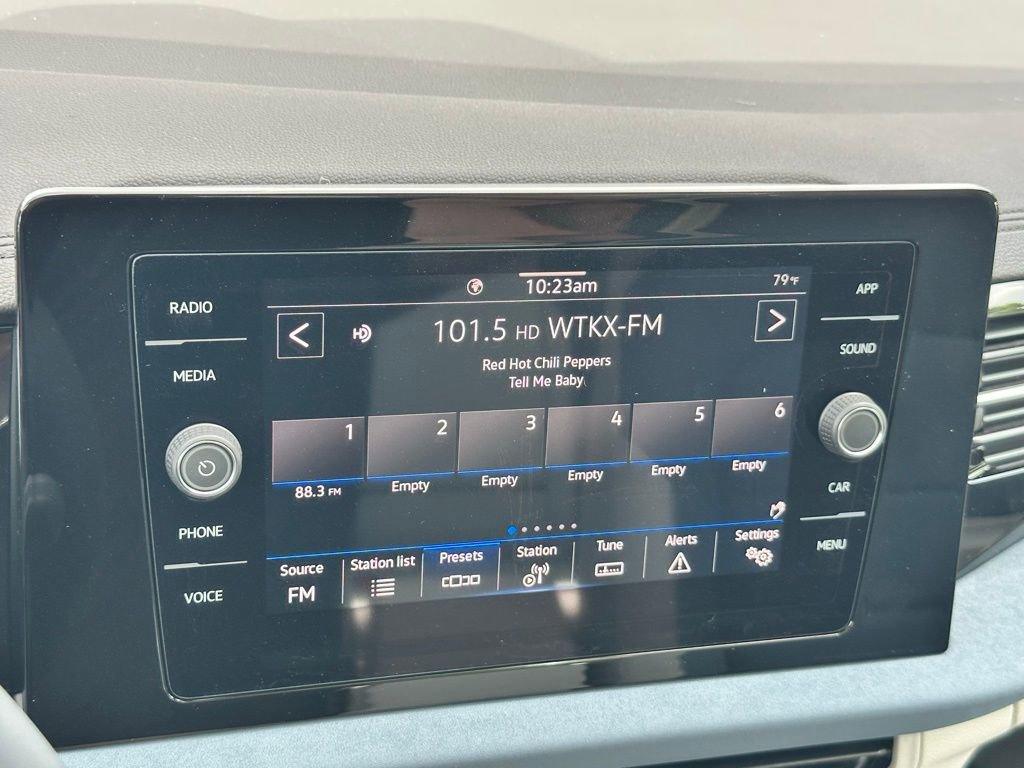 10:23am
79°F
RADIO
MEDIA
PHONE
VOICE
< HD 101.5 HD WTKX-FM >
Red Hot Chili Peppers
Tell Me Baby
1 2 3 4 5 6
88.3 FM Empty Empty Empty Empty Empty
Source Station list Presets Station Tune Alerts Settings
FM
APP
SOUND
CAR
MENU